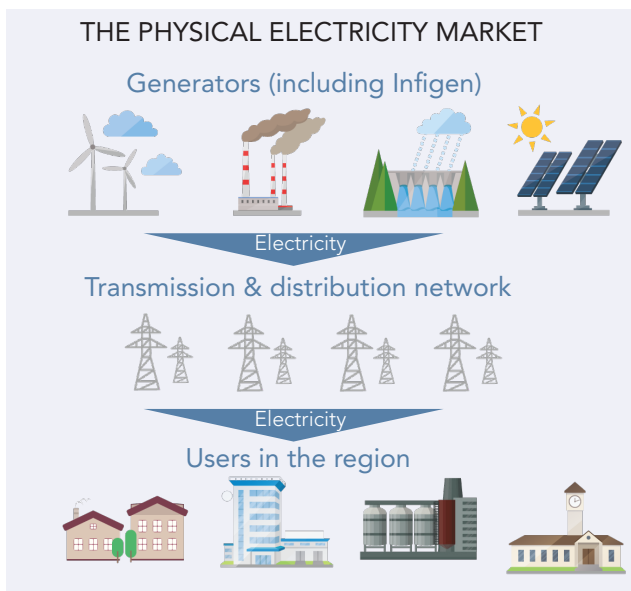 THE PHYSICAL ELECTRICITY MARKET
Generators (including Infigen)
Electricity
Transmission & distribution network
Electricity
Users in the region